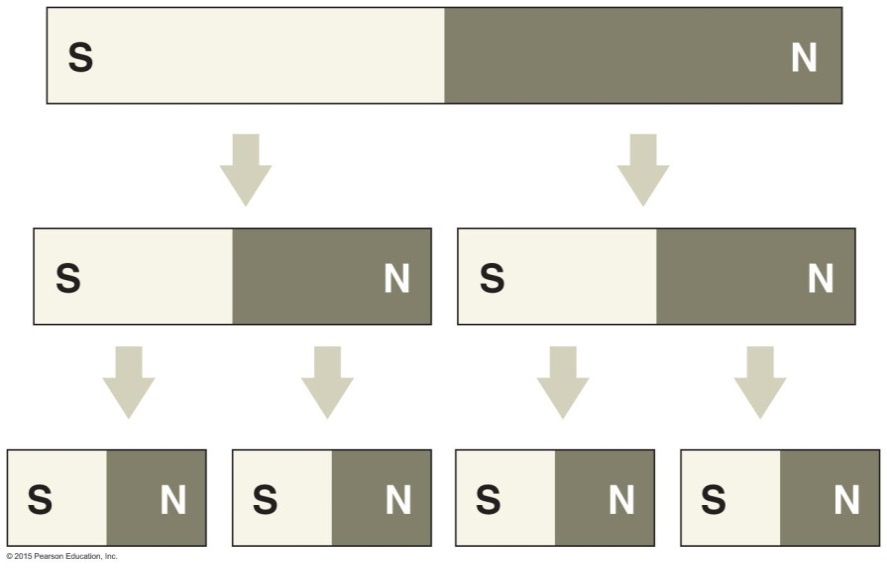 S N
S N S N
S N S N S N S N
© 2015 Pearson Education, Inc.